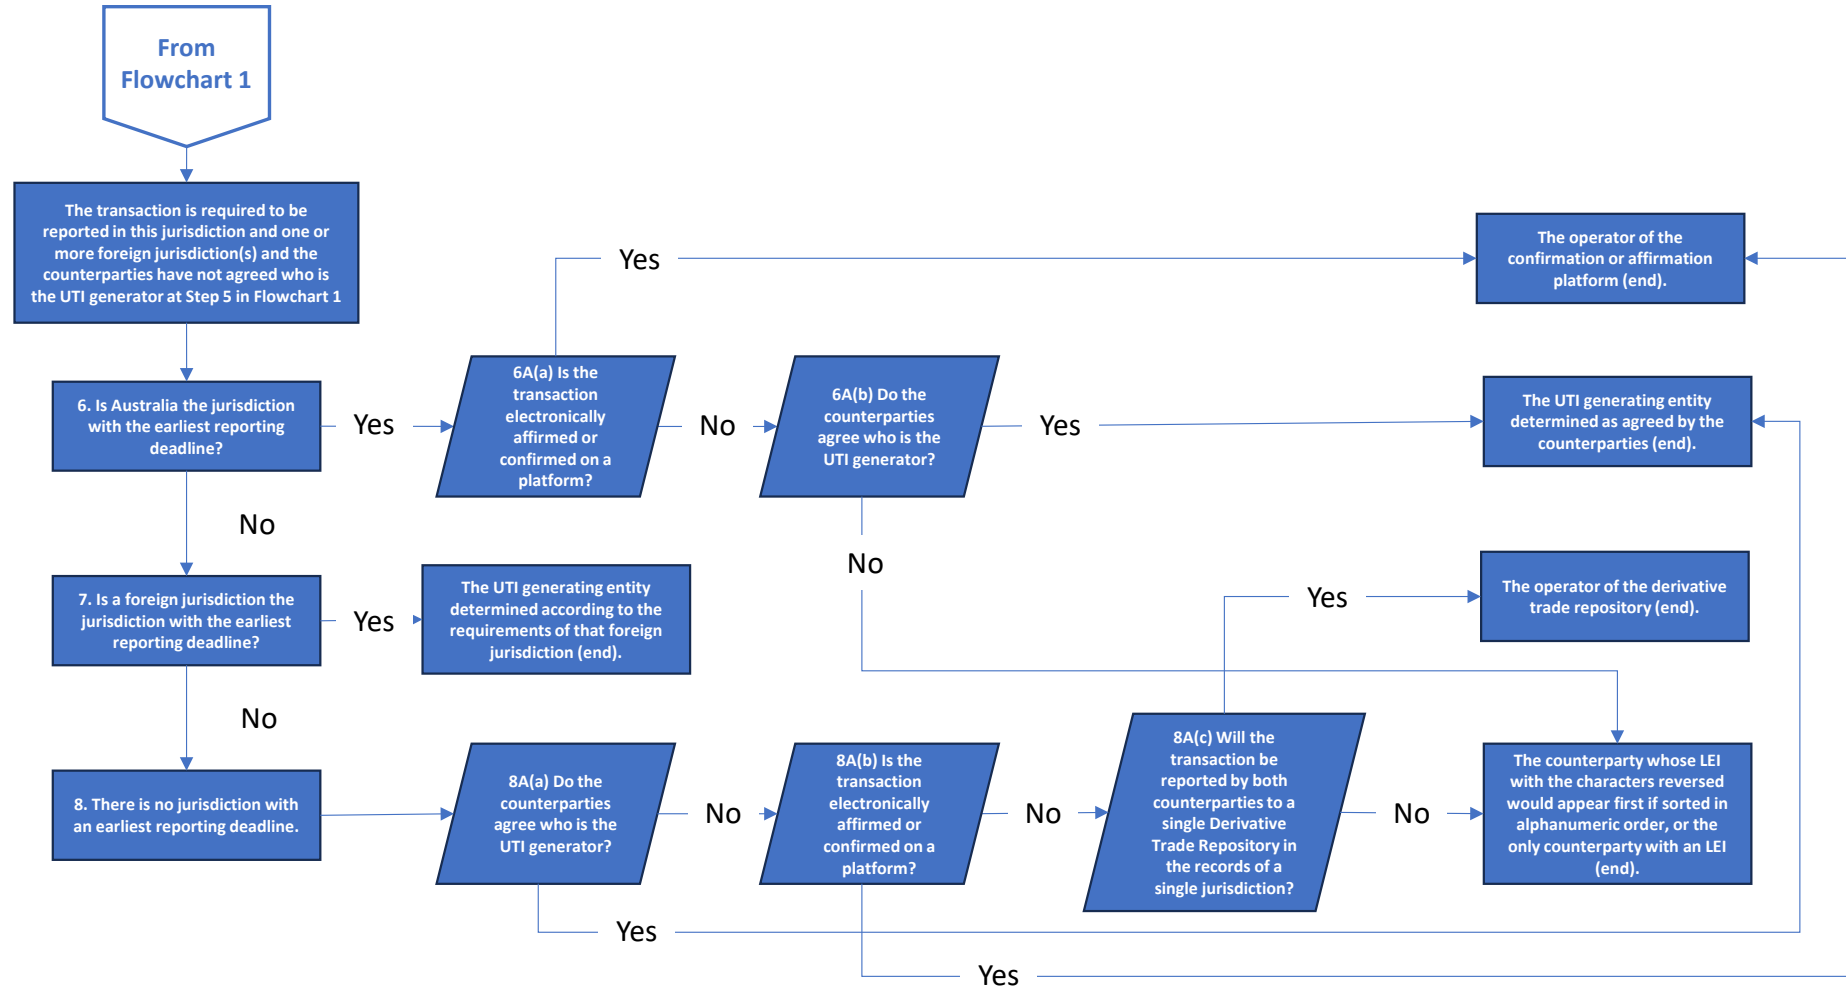 From
Flowchart 1
The transaction is required to be
reported in this jurisdiction and one or
more foreign jurisdiction(s) and the
counterparties have not agreed who is
the UTI generator at Step 5 in Flowchart 1
Yes
The operator of the
confirmation or affirmation
platform (end).
6. Is Australia the jurisdiction
with the earliest reporting
deadline?
Yes
6A(a) Is the
transaction
electronically
affirmed or
confirmed on a
platform?
No
6A(b) Do the
counterparties
agree who is the
UTI generator?
Yes
The UTI generating entity
determined as agreed by the
counterparties (end).
No
No
7. Is a foreign jurisdiction the
jurisdiction with the earliest
reporting deadline?
Yes
The UTI generating entity
determined according to the
requirements of that foreign
jurisdiction (end).
Yes
The operator of the derivative
trade repository (end).
No
8. There is no jurisdiction with
an earliest reporting deadline.
8A(a) Do the
counterparties
agree who is the
UTI generator?
No
8A(b) Is the
transaction
electronically
affirmed or
confirmed on a
platform?
No
8A(c) Will the
transaction be
reported by both
counterparties to a
single Derivative
Trade Repository in
the records of a
single jurisdiction?
No
The counterparty whose LEI
with the characters reversed
would appear first if sorted in
alphanumeric order, or the
only counterparty with an LEI
(end).
Yes
Yes